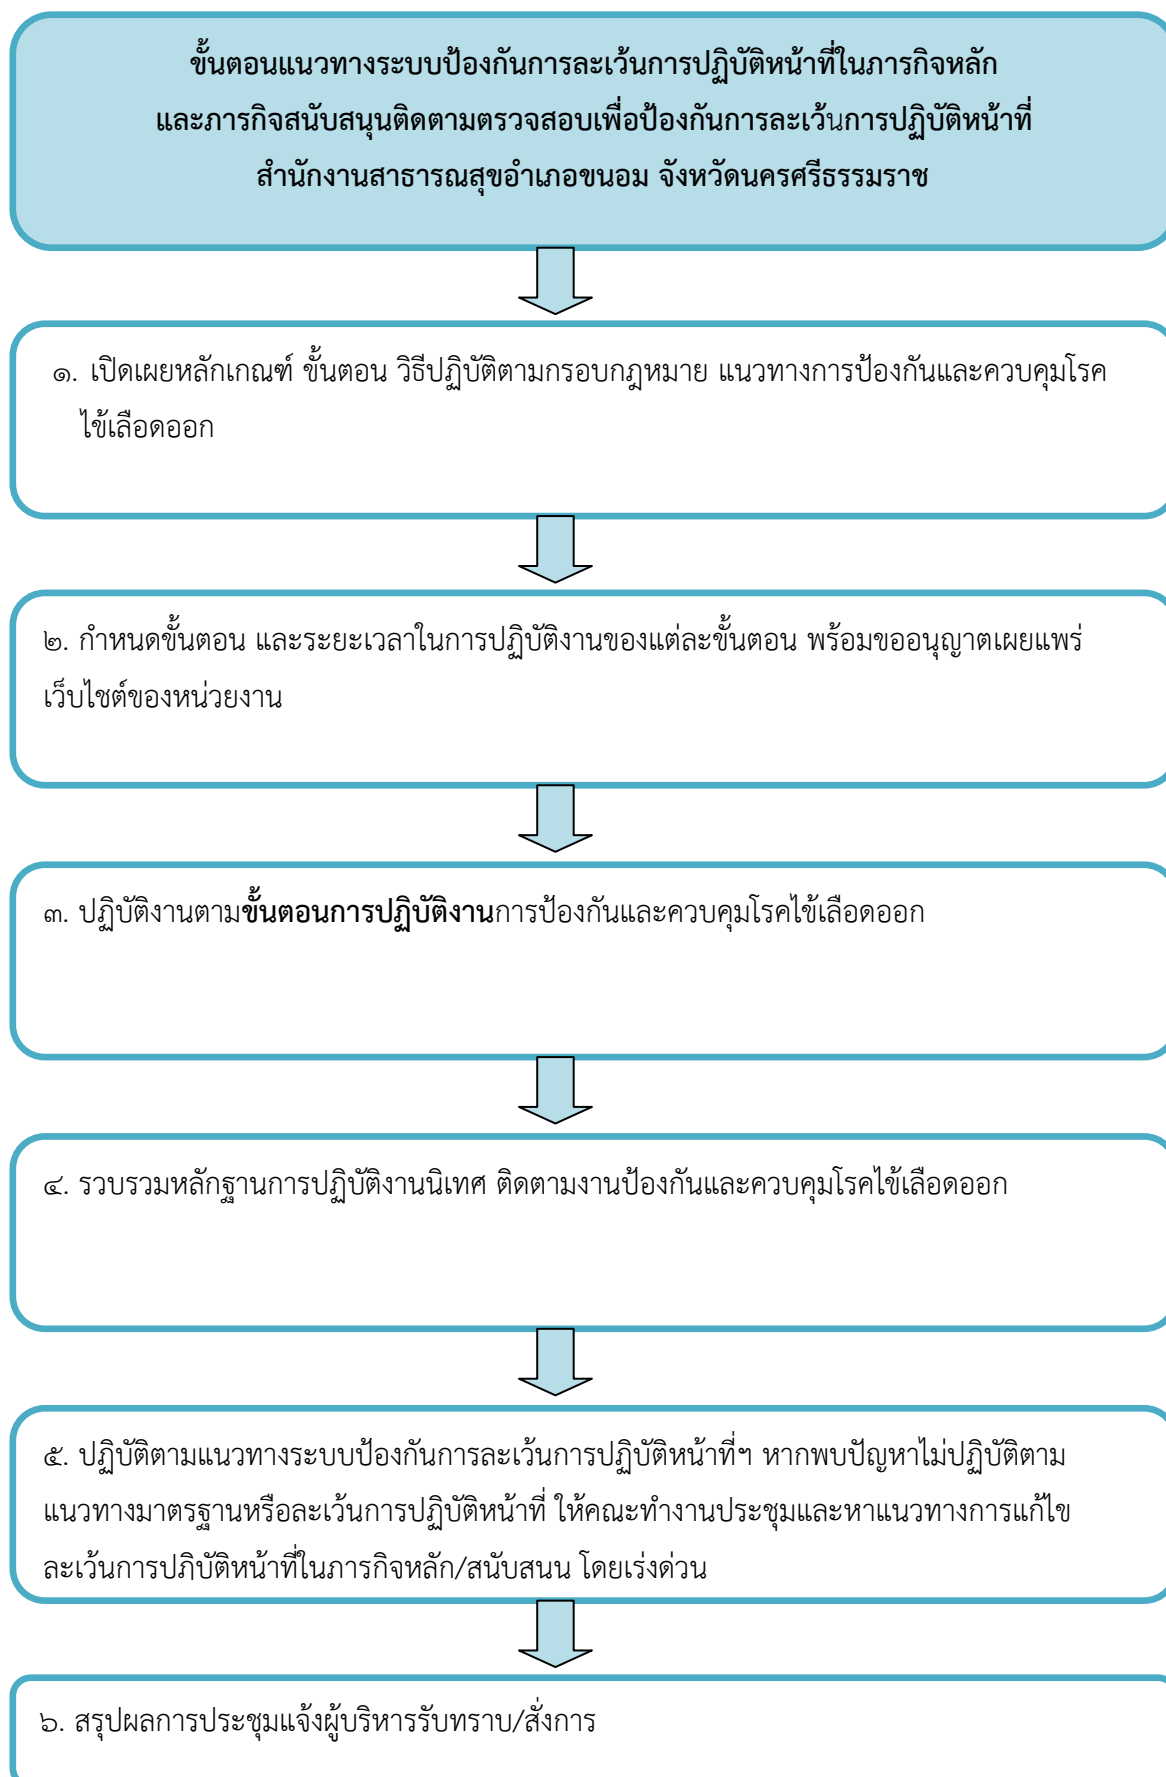 ขั้นตอนแนวทางระบบป้องกันการละเว้นการปฏิบัติหน้าที่ในภารกิจหลัก
และภารกิจสนับสนุนติดตามตรวจสอบเพื่อป้องกันการละเว้นการปฏิบัติหน้าที่
สำนักงานสาธารณสุขอำเภอขนอม จังหวัดนครศรีธรรมราช
๑. เปิดเผยหลักเกณฑ์ ขั้นตอน วิธีปฏิบัติตามกรอบกฎหมาย แนวทางการป้องกันและควบคุมโรค
ไข้เลือดออก
๒. กำหนดขั้นตอน และระยะเวลาในการปฏิบัติงานของแต่ละขั้นตอน พร้อมขออนุญาตเผยแพร่
เว็บไซต์ของหน่วยงาน
๓. ปฏิบัติงานตามขั้นตอนการปฏิบัติงานการป้องกันและควบคุมโรคไข้เลือดออก
๔. รวบรวมหลักฐานการปฏิบัติงานนิเทศ ติดตามงานป้องกันและควบคุมโรคไข้เลือดออก
๕. ปฏิบัติตามแนวทางระบบป้องกันการละเว้นการปฏิบัติหน้าที่ฯ หากพบปัญหาไม่ปฏิบัติตาม
แนวทางมาตรฐานหรือละเว้นการปฏิบัติหน้าที่ ให้คณะทำงานประชุมและหาแนวทางการแก้ไข
ละเว้นการปฏิบัติหน้าที่ในภารกิจหลัก/สนับสนุน โดยเร่งด่วน
๖. สรุปผลการประชุมแจ้งผู้บริหารรับทราบ/สั่งการ